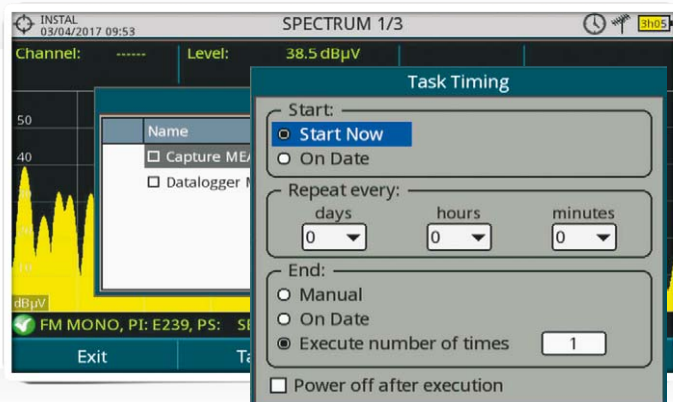 INSTAL
03/04/2017 09:53
SPECTRUM 1/3
3h05
Channel: ------ Level: 38.5 dBµV
Task Timing
Start:
Start Now
On Date
Repeat every:
days hours minutes
0 0 0
End:
Manual
On Date
Execute number of times 1
Power off after execution
Name
Capture
Datalogger
50
40
10
dBµV
FM MONO, PI: E239, PS:
Exit